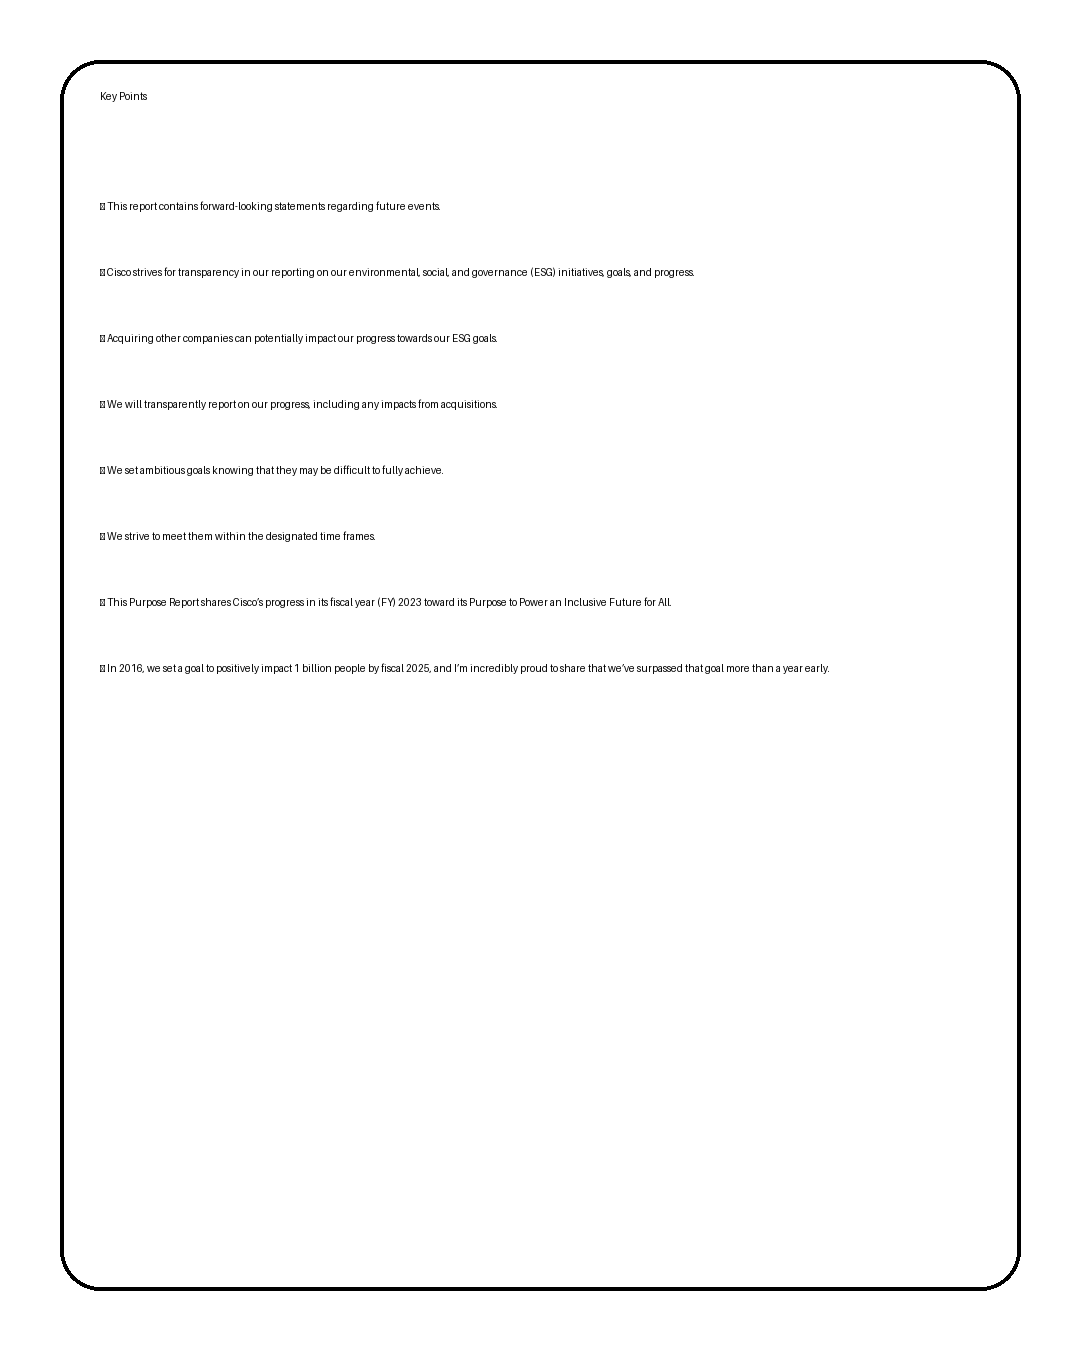 Key Points
This report contains forward-looking statements regarding future events.
Cisco strives for transparency in our reporting on our environmental, social, and governance (ESG) initiatives, goals, and progress.
Acquiring other companies can potentially impact our progress towards our ESG goals.
We will transparently report on our progress, including any impacts from acquisitions.
We set ambitious goals knowing that they may be difficult to fully achieve.
We strive to meet them within the designated time frames.
This Purpose Report shares Cisco’s progress in its fiscal year (FY) 2023 toward its Purpose to Power an Inclusive Future for All.
In 2016, we set a goal to positively impact 1 billion people by fiscal 2025, and I’m incredibly proud to share that we’ve surpassed that goal more than a year early.